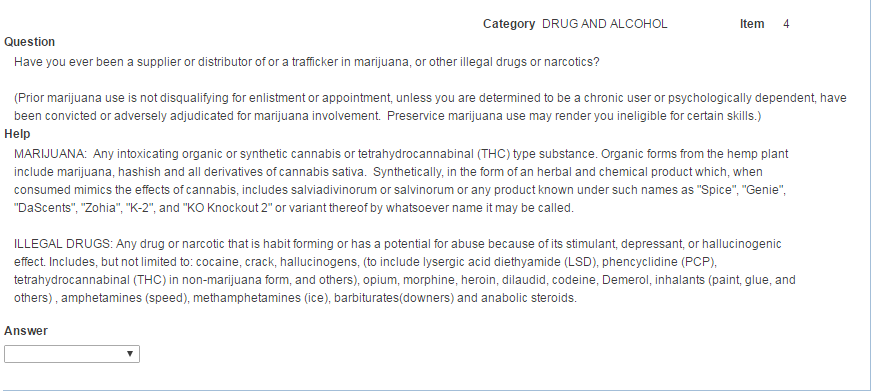 Category DRUG AND ALCOHOL Item 4
Question
Have you ever been a supplier or distributor of or a trafficker in marijuana, or other illegal drugs or narcotics?
(Prior marijuana use is not disqualifying for enlistment or appointment, unless you are determined to be a chronic user or psychologically dependent, have
been convicted or adversely adjudicated for marijuana involvement. Preservice marijuana use may render you ineligible for certain skills.)
Help
MARIJUANA: Any intoxicating organic or synthetic cannabis or tetrahydrocannabinal (THC) type substance. Organic forms from the hemp plant
include marijuana, hashish and all derivatives of cannabis sativa. Synthetically, in the form of an herbal and chemical product which, when
consumed mimics the effects of cannabis, includes salviadivinorum or salvinorum or any product known under such names as "Spice", "Genie",
"DaScents", "Zohia", "K-2", and "KO Knockout 2" or variant thereof by whatsoever name it may be called.
ILLEGAL DRUGS: Any drug or narcotic that is habit forming or has a potential for abuse because of its stimulant, depressant, or hallucinogenic
effect. Includes, but not limited to: cocaine, crack, hallucinogens, (to include lysergic acid diethyamide (LSD), phencyclidine (PCP),
tetrahydrocannabinal (THC) in non-marijuana form, and others), opium, morphine, heroin, dilaudid, codeine, Demerol, inhalants (paint, glue, and
others) , amphetamines (speed), methamphetamines (ice), barbiturates(downers) and anabolic steroids.
Answer